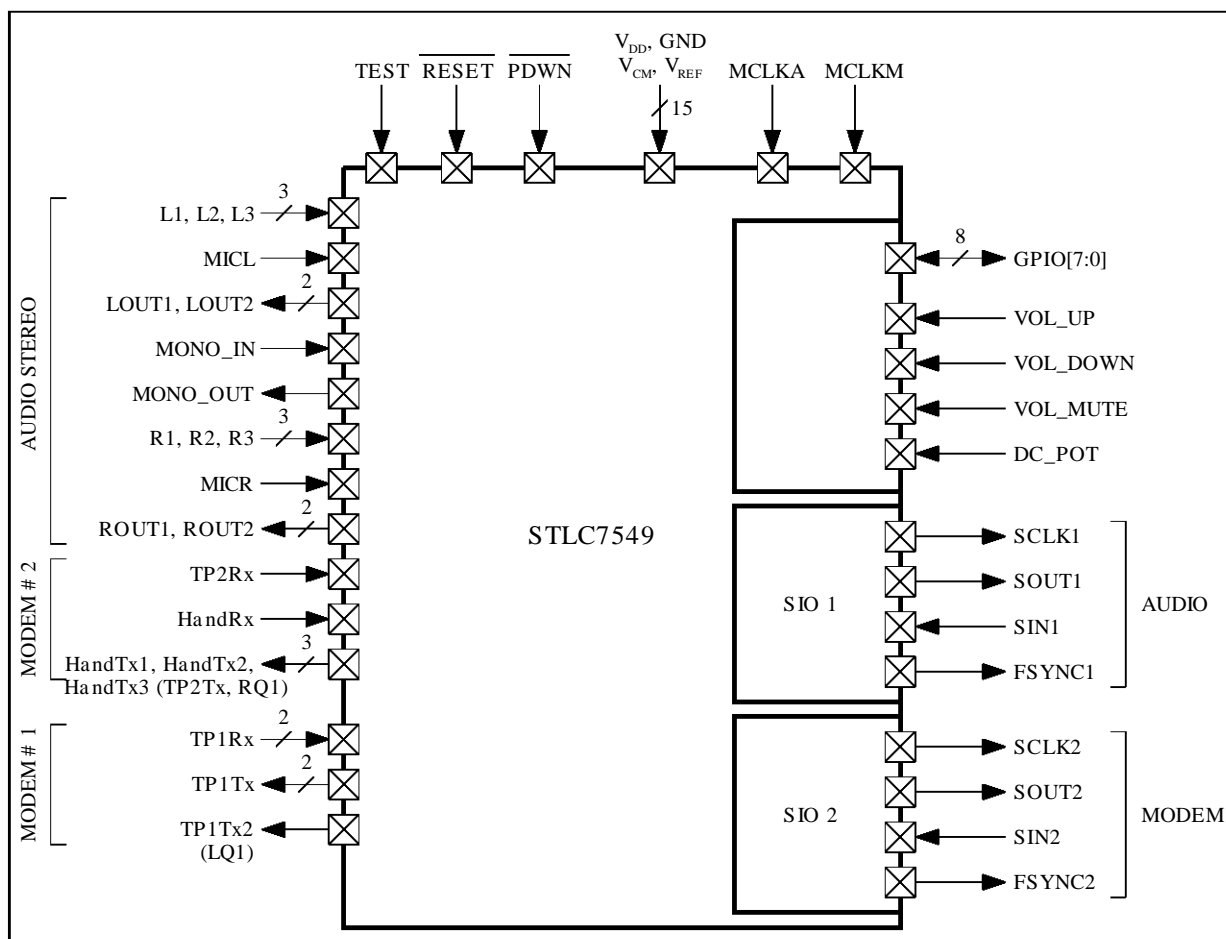 V_DD, GND
V_CM, V_REF
TEST
RESET
PDWN
MCLKA
MCLKM
15
AUDIO STEREO
L1, L2, L3
3
MICL
LOUT1, LOUT2
2
MONO_IN
MONO_OUT
R1, R2, R3
3
MICR
ROUT1, ROUT2
2
MODEM # 2
TP2Rx
HandRx
HandTx1, HandTx2,
HandTx3 (TP2Tx, RQ1)
3
MODEM # 1
TP1Rx
2
TP1Tx
2
TP1Tx2
(LQ1)
STLC7549
8
GPIO[7:0]
VOL_UP
VOL_DOWN
VOL_MUTE
DC_POT
SIO 1
SCLK1
SOUT1
SIN1
FSYNC1
AUDIO
SIO 2
SCLK2
SOUT2
SIN2
FSYNC2
MODEM